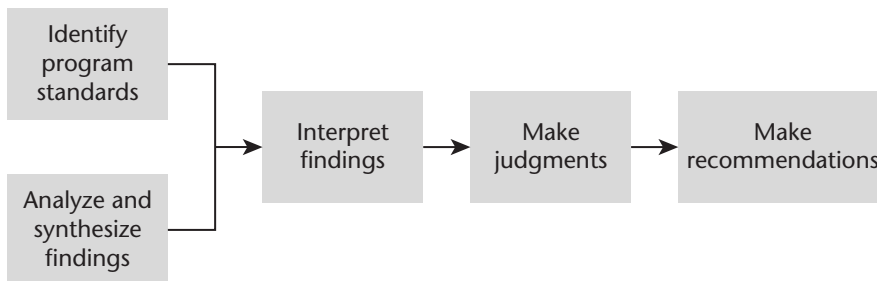 Identify
program
standards
Analyze and
synthesize
findings
Interpret
findings
Make
judgments
Make
recommendations